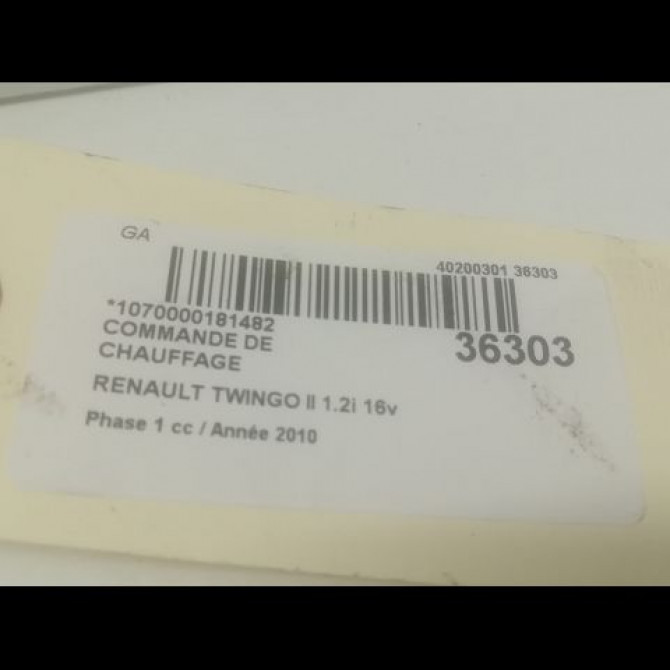 GA
40200301 36303
*1070000181482
36303
COMMANDE DE
CHAUFFAGE
RENAULT TWINGO II 1.2i 16v
Phase 1 cc / Année 2010